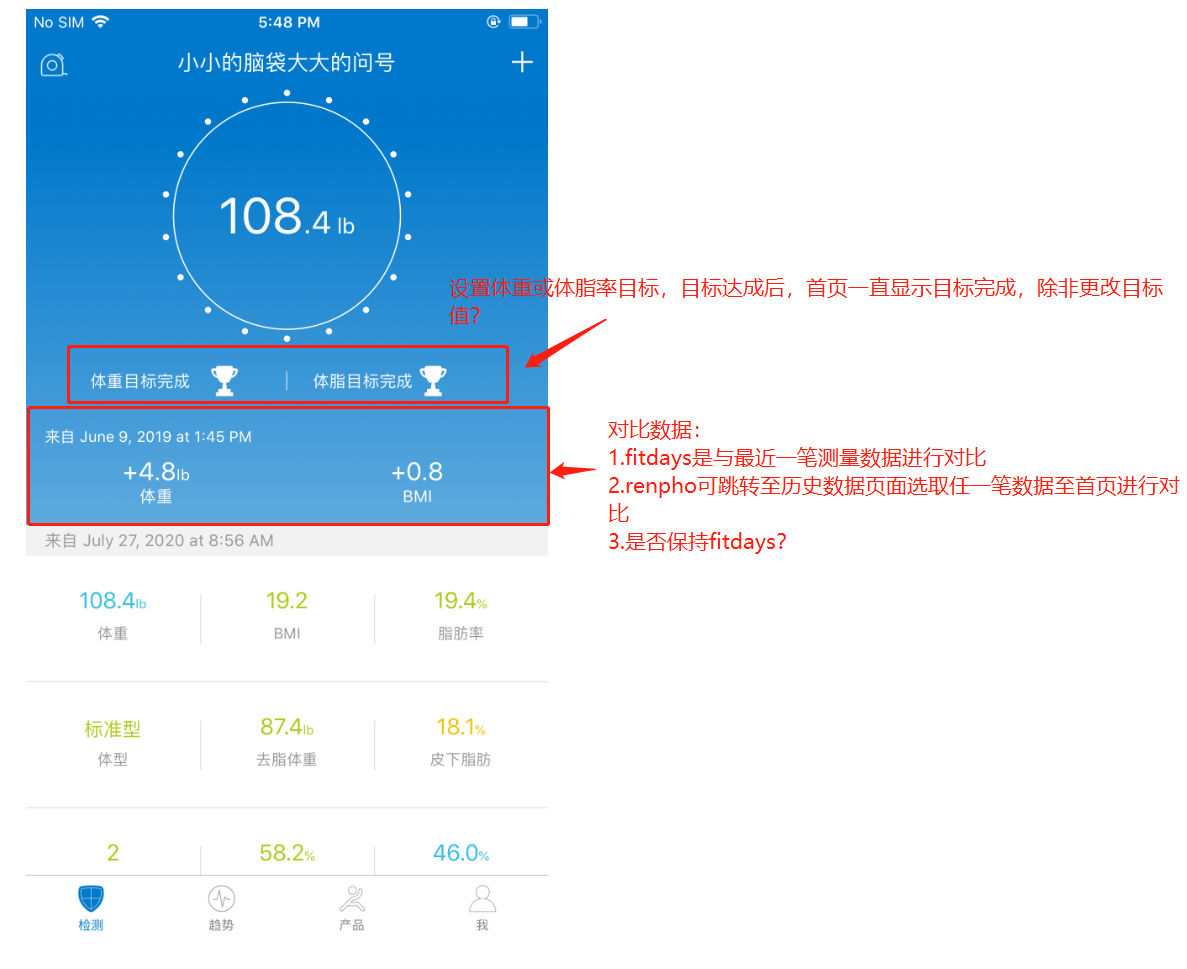 No SIM 5:48 PM
小小的脑袋大大的问号
108.4 lb
设置体重或体脂率目标，目标达成后，首页一直显示目标完成，除非更改目标
值？
体重目标完成 体脂目标完成
来自 June 9, 2019 at 1:45 PM
+4.8lb +0.8
体重 BMI
对比数据：
1.fitdays是与最近一笔测量数据进行对比
2.renpho可跳转至历史数据页面选取任一笔数据至首页进行对
比
3.是否保持fitdays？
来自 July 27, 2020 at 8:56 AM
108.4lb 19.2 19.4%
体重 BMI 脂肪率
标准型 87.4lb 18.1%
体型 去脂体重 皮下脂肪
2 58.2% 46.0%
检测 趋势 产品 我